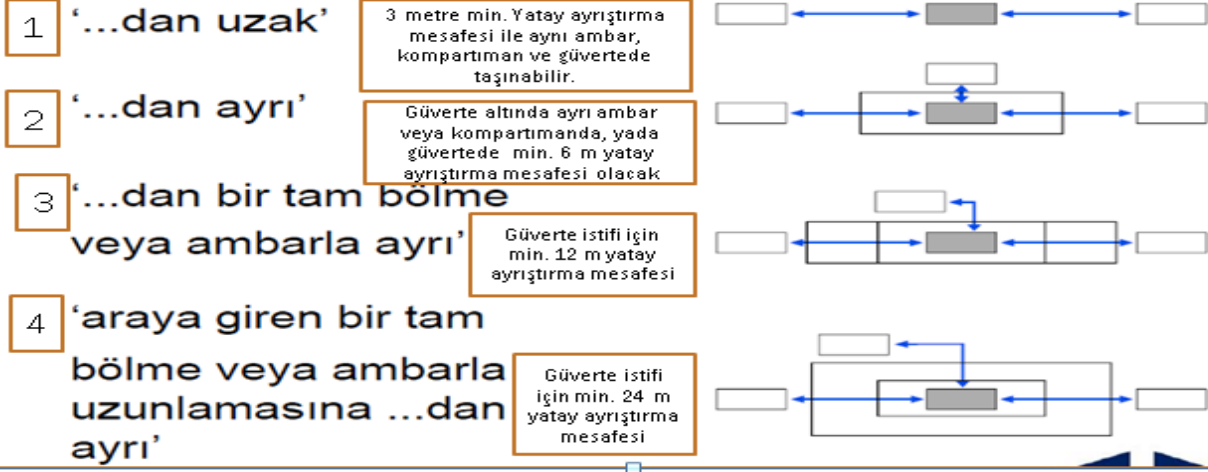 1
‘...dan uzak’
3 metre min. Yatay ayrıştırma
mesafesi ile aynı ambar,
kompartıman ve güvertede
taşınabilir.
2
‘...dan ayrı’
Güverte altında ayrı ambar
veya kompartımanda, yada
güvertede min. 6 m yatay
ayrıştırma mesafesi olacak
3
‘...dan bir tam bölme
veya ambarla ayrı’
Güverte istifi için
min. 12 m yatay
ayrıştırma mesafesi
4
‘araya giren bir tam
bölme veya ambarla
uzunlamasına ...dan
ayrı’
Güverte istifi
için min. 24 m
yatay ayrıştırma
mesafesi